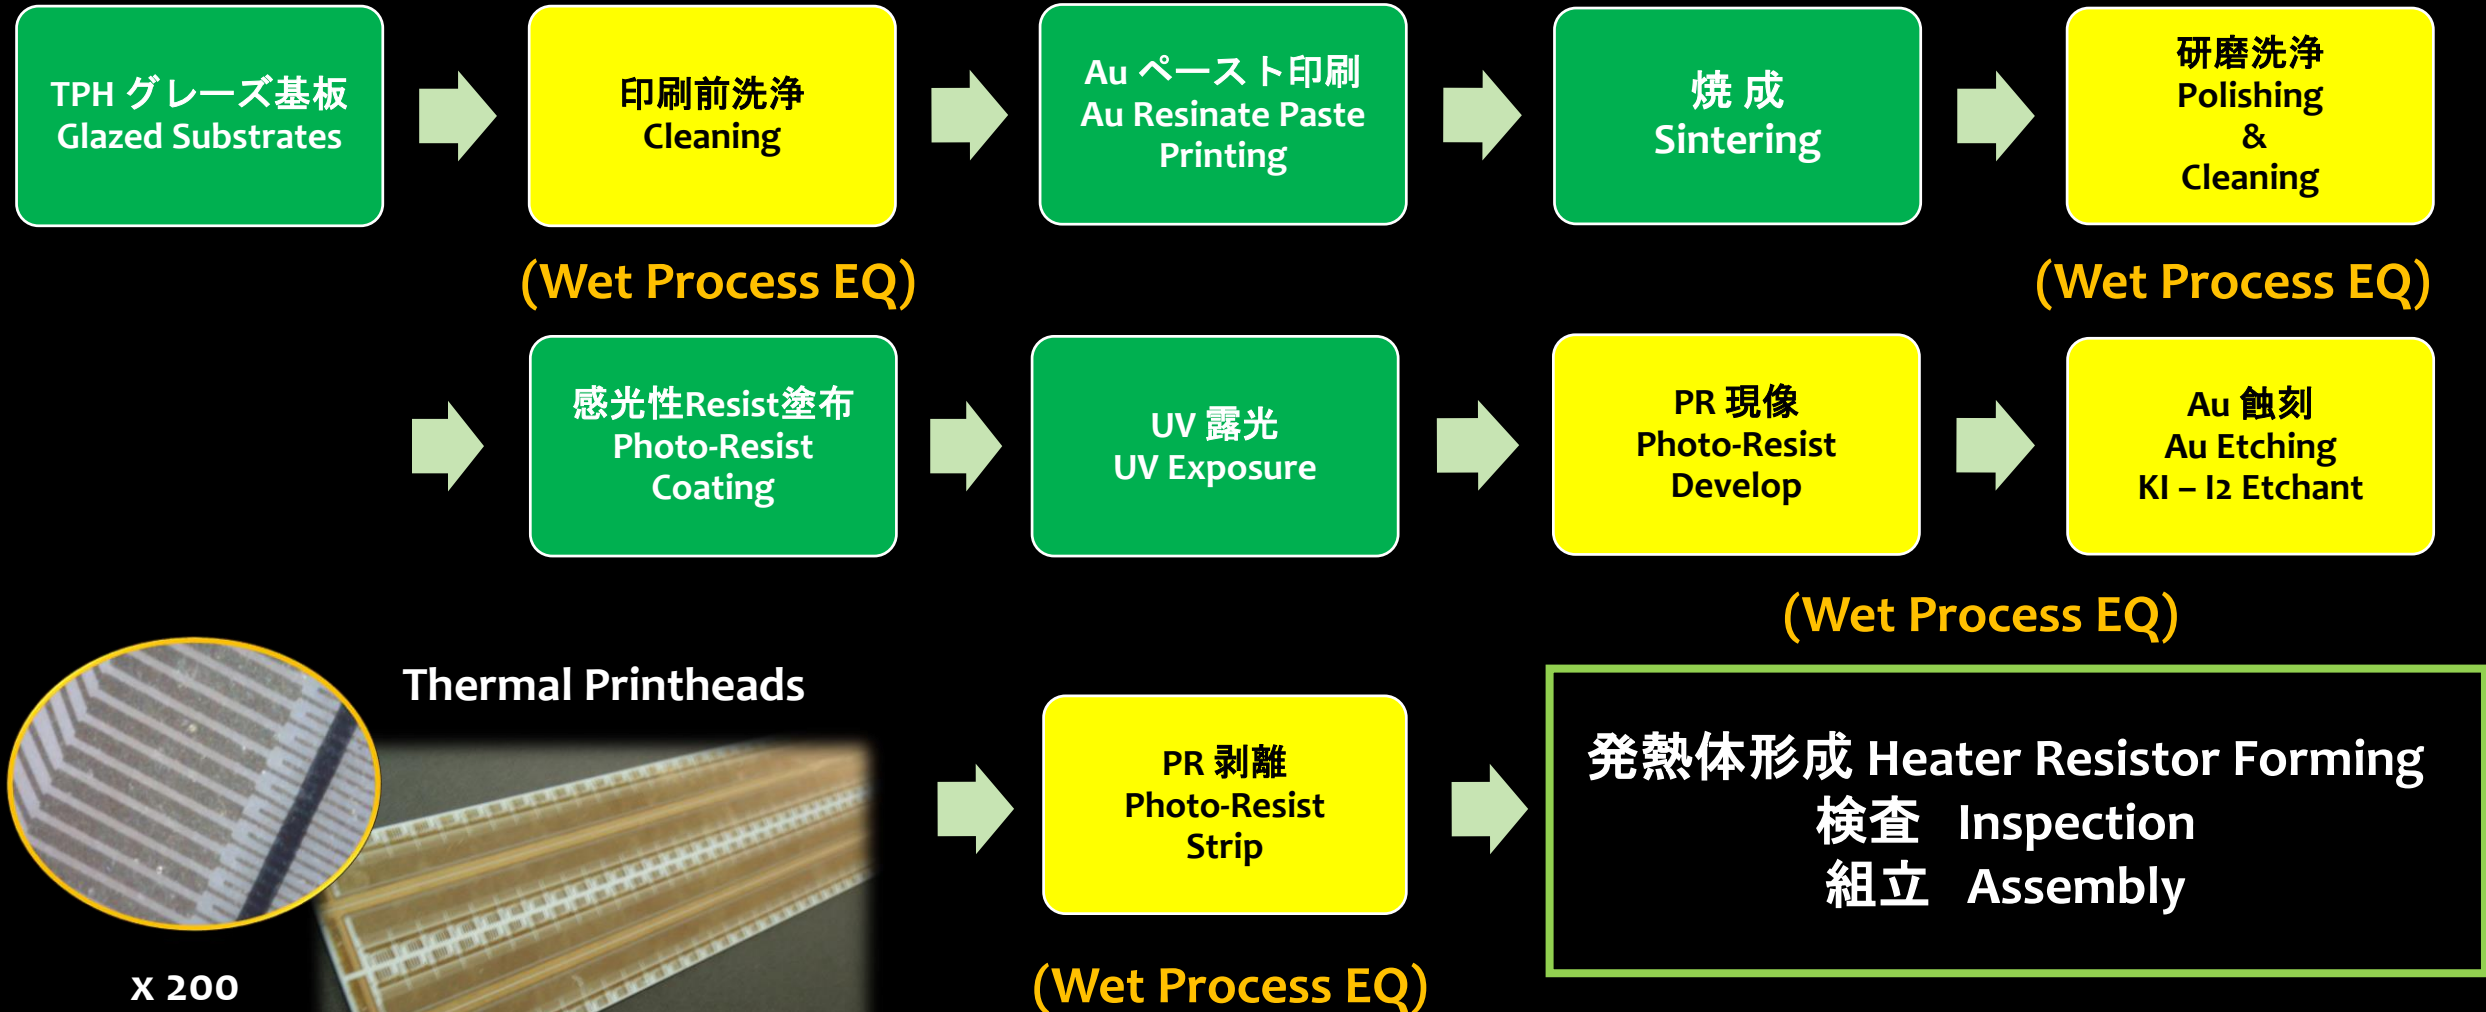 TPH グレーズ基板
Glazed Substrates
印刷前洗浄
Cleaning
Au ペースト印刷
Au Resinate Paste
Printing
焼 成
Sintering
研磨洗浄
Polishing
&
Cleaning
(Wet Process EQ)
(Wet Process EQ)
感光性Resist塗布
Photo-Resist
Coating
UV 露光
UV Exposure
PR 現像
Photo-Resist
Develop
Au 蝕刻
Au Etching
KI – I2 Etchant
(Wet Process EQ)
Thermal Printheads
x 200
PR 剥離
Photo-Resist
Strip
(Wet Process EQ)
発熱体形成 Heater Resistor Forming
検査 Inspection
組立 Assembly